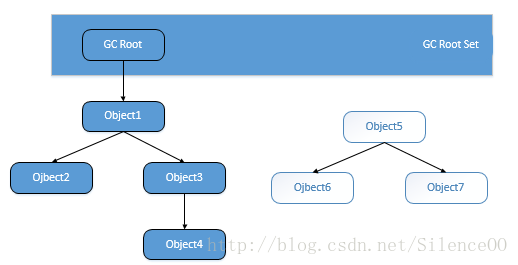 GC Root
GC Root Set
Object1
Object5
Ojbect2
Object3
Ojbect6
Object7
Object4
http://blog.csdn.net/Silence00